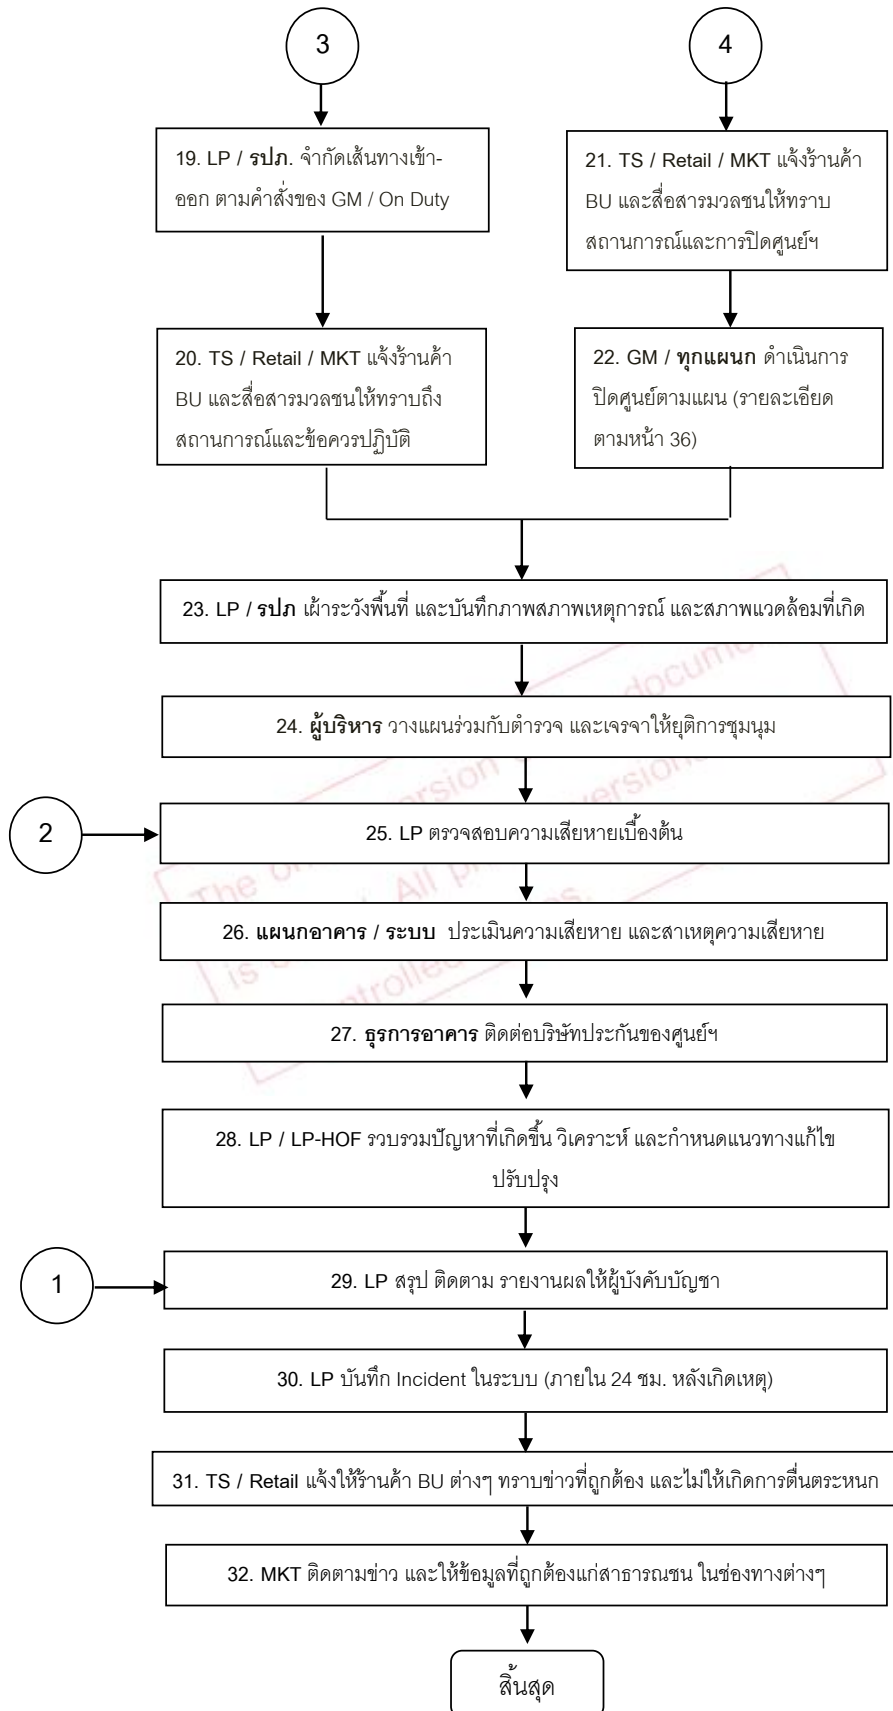 3
4
19. LP / รปภ. จำกัดเส้นทางเข้า-
ออก ตามคำสั่งของ GM / On Duty
21. TS / Retail / MKT แจ้งร้านค้า
BU และสื่อสารมวลชนให้ทราบ
สถานการณ์และการปิดศูนย์ฯ
20. TS / Retail / MKT แจ้งร้านค้า
BU และสื่อสารมวลชนให้ทราบถึง
สถานการณ์และข้อควรปฏิบัติ
22. GM / ทุกแผนก ดำเนินการ
ปิดศูนย์ตามแผน (รายละเอียด
ตามหน้า 36)
23. LP / รปภ เฝ้าระวังพื้นที่ และบันทึกภาพสภาพเหตุการณ์ และสภาพแวดล้อมที่เกิด
24. ผู้บริหาร วางแผนร่วมกับตำรวจ และเจรจาให้ยุติการชุมนุม
2
25. LP ตรวจสอบความเสียหายเบื้องต้น
26. แผนกอาคาร / ระบบ ประเมินความเสียหาย และสาเหตุความเสียหาย
27. ธุรการอาคาร ติดต่อบริษัทประกันของศูนย์ฯ
28. LP / LP-HOF รวบรวมปัญหาที่เกิดขึ้น วิเคราะห์ และกำหนดแนวทางแก้ไข
ปรับปรุง
1
29. LP สรุป ติดตาม รายงานผลให้ผู้บังคับบัญชา
30. LP บันทึก Incident ในระบบ (ภายใน 24 ชม. หลังเกิดเหตุ)
31. TS / Retail แจ้งให้ร้านค้า BU ต่างๆ ทราบข่าวที่ถูกต้อง และไม่ให้เกิดการตื่นตระหนก
32. MKT ติดตามข่าว และให้ข้อมูลที่ถูกต้องแก่สาธารณชน ในช่องทางต่างๆ
สิ้นสุด